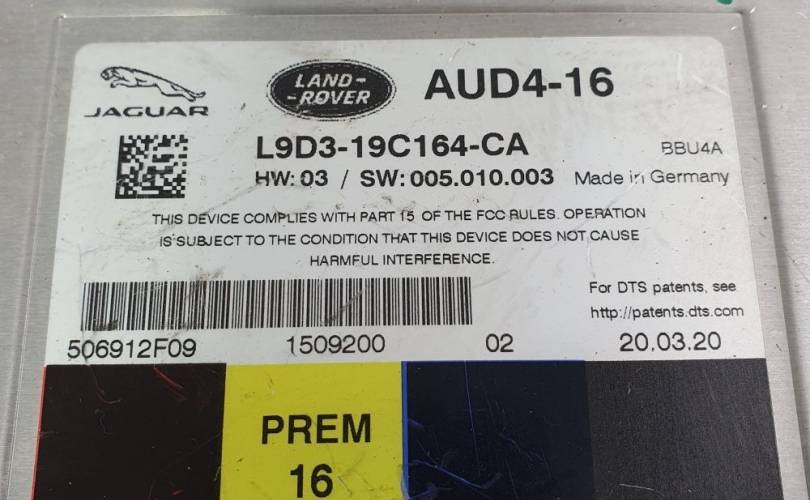 JAGUAR
LAND-
-ROVER
AUD4-16
L9D3-19C164-CA
BBU4A
HW: 03 / SW: 005.010.003
Made in Germany
THIS DEVICE COMPLIES WITH PART 15 OF THE FCC RULES. OPERATION
IS SUBJECT TO THE CONDITION THAT THIS DEVICE DOES NOT CAUSE
HARMFUL INTERFERENCE.
For DTS patents, see
http://patents.dts.com
506912F09 1509200 02 20.03.20
PREM
16